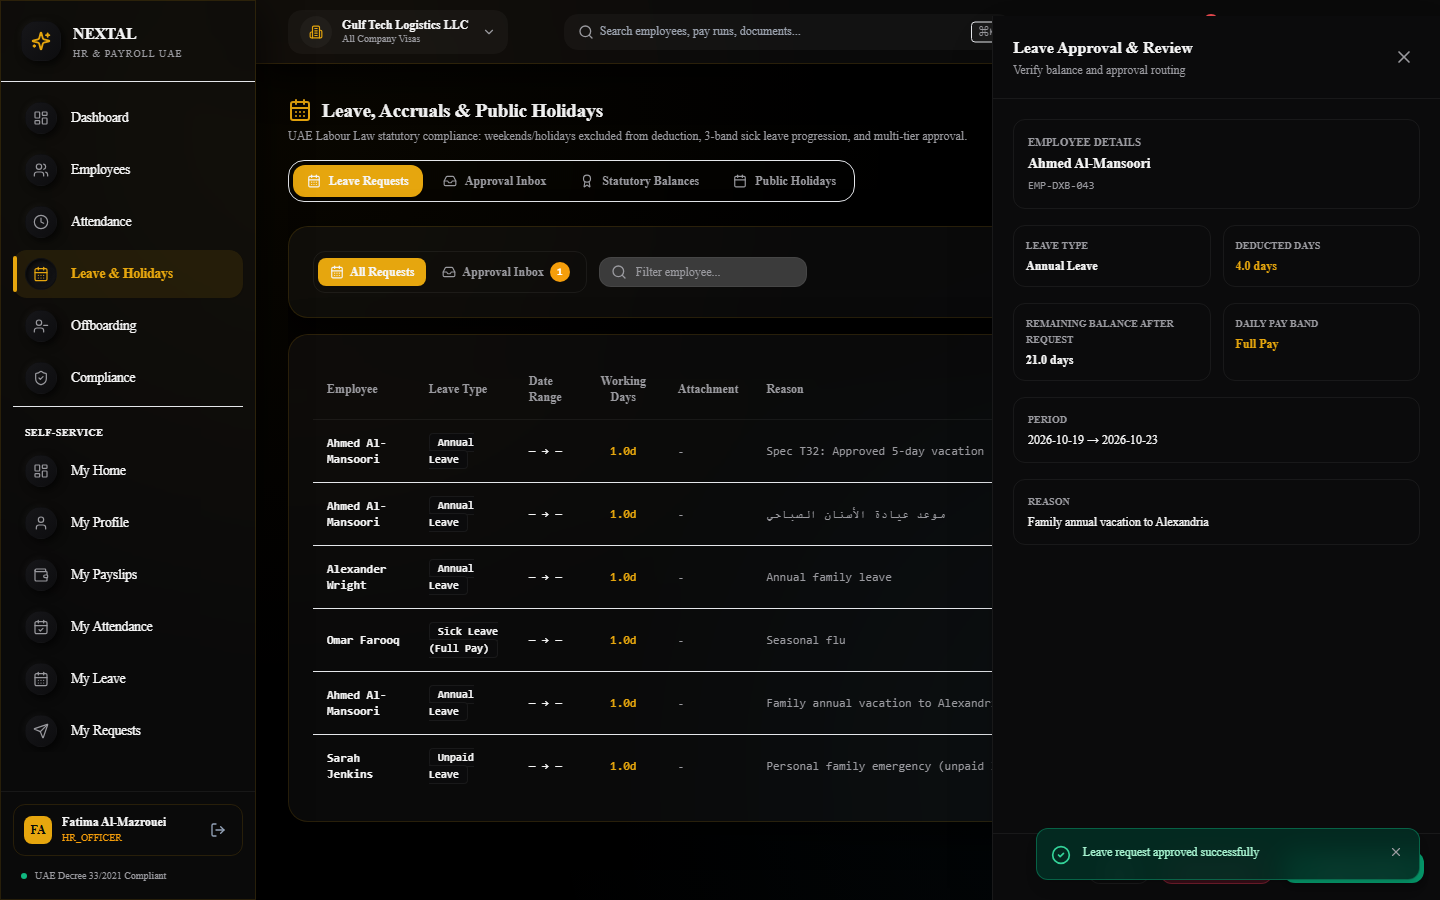 NEXTAL
HR & PAYROLL UAE
Dashboard
Employees
Attendance
Leave & Holidays
Offboarding
Compliance
SELF-SERVICE
My Home
My Profile
My Payslips
My Attendance
My Leave
My Requests
FA
Fatima Al-Mazrouei
HR_OFFICER
UAE Decree 33/2021 Compliant
Gulf Tech Logistics LLC
All Company Visas
Search employees, pay runs, documents...
Leave, Accruals & Public Holidays
UAE Labour Law statutory compliance: weekends/holidays excluded from deduction, 3-band sick leave progression, and multi-tier approval.
Leave Requests Approval Inbox Statutory Balances Public Holidays
All Requests Approval Inbox 1 Filter employee...
Employee Leave Type Date Range Working Days Attachment Reason
Ahmed Al-Mansoori Annual Leave — → — 1.0d - Spec T32: Approved 5-day vacation
Ahmed Al-Mansoori Annual Leave — → — 1.0d - موعد عيادة الأسنان الصباحي
Alexander Wright Annual Leave — → — 1.0d - Annual family leave
Omar Farooq Sick Leave (Full Pay) — → — 1.0d - Seasonal flu
Ahmed Al-Mansoori Annual Leave — → — 1.0d - Family annual vacation to Alexandr
Sarah Jenkins Unpaid Leave — → — 1.0d - Personal family emergency (unpaid
Leave Approval & Review
Verify balance and approval routing
EMPLOYEE DETAILS
Ahmed Al-Mansoori
EMP-DXB-043
LEAVE TYPE
Annual Leave
DEDUCTED DAYS
4.0 days
REMAINING BALANCE AFTER
REQUEST
21.0 days
DAILY PAY BAND
Full Pay
PERIOD
2026-10-19 → 2026-10-23
REASON
Family annual vacation to Alexandria
Leave request approved successfully